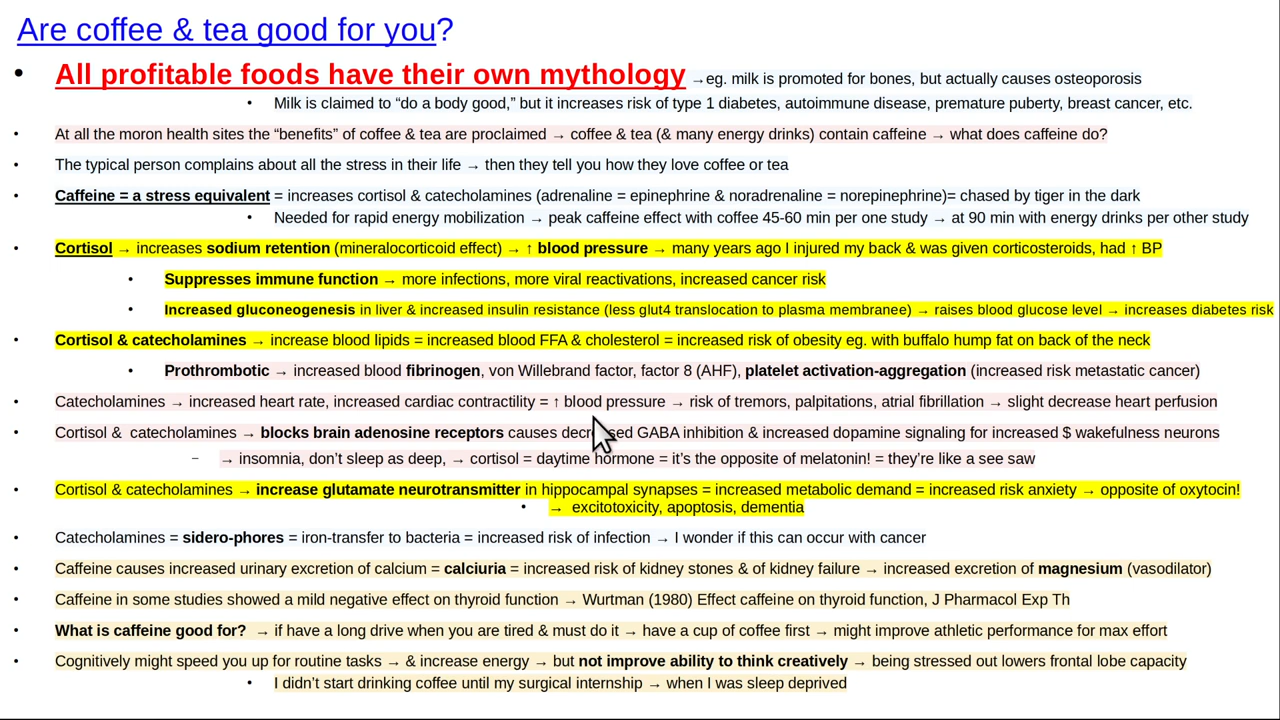 Are coffee & tea good for you?
• All profitable foods have their own mythology →eg. milk is promoted for bones, but actually causes osteoporosis
• Milk is claimed to “do a body good,” but it increases risk of type 1 diabetes, autoimmune disease, premature puberty, breast cancer, etc.
• At all the moron health sites the “benefits” of coffee & tea are proclaimed → coffee & tea (& many energy drinks) contain caffeine → what does caffeine do?
• The typical person complains about all the stress in their life → then they tell you how they love coffee or tea
• Caffeine = a stress equivalent = increases cortisol & catecholamines (adrenaline = epinephrine & noradrenaline = norepinephrine)= chased by tiger in the dark
• Needed for rapid energy mobilization → peak caffeine effect with coffee 45-60 min per one study → at 90 min with energy drinks per other study
• Cortisol → increases sodium retention (mineralocorticoid effect) → ↑ blood pressure → many years ago I injured my back & was given corticosteroids, had ↑ BP
• Suppresses immune function → more infections, more viral reactivations, increased cancer risk
• Increased gluconeogenesis in liver & increased insulin resistance (less glut4 translocation to plasma membrane) → raises blood glucose level → increases diabetes risk
• Cortisol & catecholamines → increase blood lipids = increased blood FFA & cholesterol = increased risk of obesity eg. with buffalo hump fat on back of the neck
• Prothrombotic → increased blood fibrinogen, von Willebrand factor, factor 8 (AHF), platelet activation-aggregation (increased risk metastatic cancer)
• Catecholamines → increased heart rate, increased cardiac contractility = ↑ blood pressure → risk of tremors, palpitations, atrial fibrillation → slight decrease heart perfusion
• Cortisol & catecholamines → blocks brain adenosine receptors causes decreased GABA inhibition & increased dopamine signaling for increased $ wakefulness neurons
– → insomnia, don’t sleep as deep, → cortisol = daytime hormone = it’s the opposite of melatonin! = they’re like a see saw
• Cortisol & catecholamines → increase glutamate neurotransmitter in hippocampal synapses = increased metabolic demand = increased risk anxiety → opposite of oxytocin!
• → excitotoxicity, apoptosis, dementia
• Catecholamines = sidero-phores = iron-transfer to bacteria = increased risk of infection → I wonder if this can occur with cancer
• Caffeine causes increased urinary excretion of calcium = calciuria = increased risk of kidney stones & of kidney failure → increased excretion of magnesium (vasodilator)
• Caffeine in some studies showed a mild negative effect on thyroid function → Wurtman (1980) Effect caffeine on thyroid function, J Pharmacol Exp Th
• What is caffeine good for? → if have a long drive when you are tired & must do it → have a cup of coffee first → might improve athletic performance for max effort
• Cognitively might speed you up for routine tasks → & increase energy → but not improve ability to think creatively → being stressed out lowers frontal lobe capacity
• I didn’t start drinking coffee until my surgical internship → when I was sleep deprived